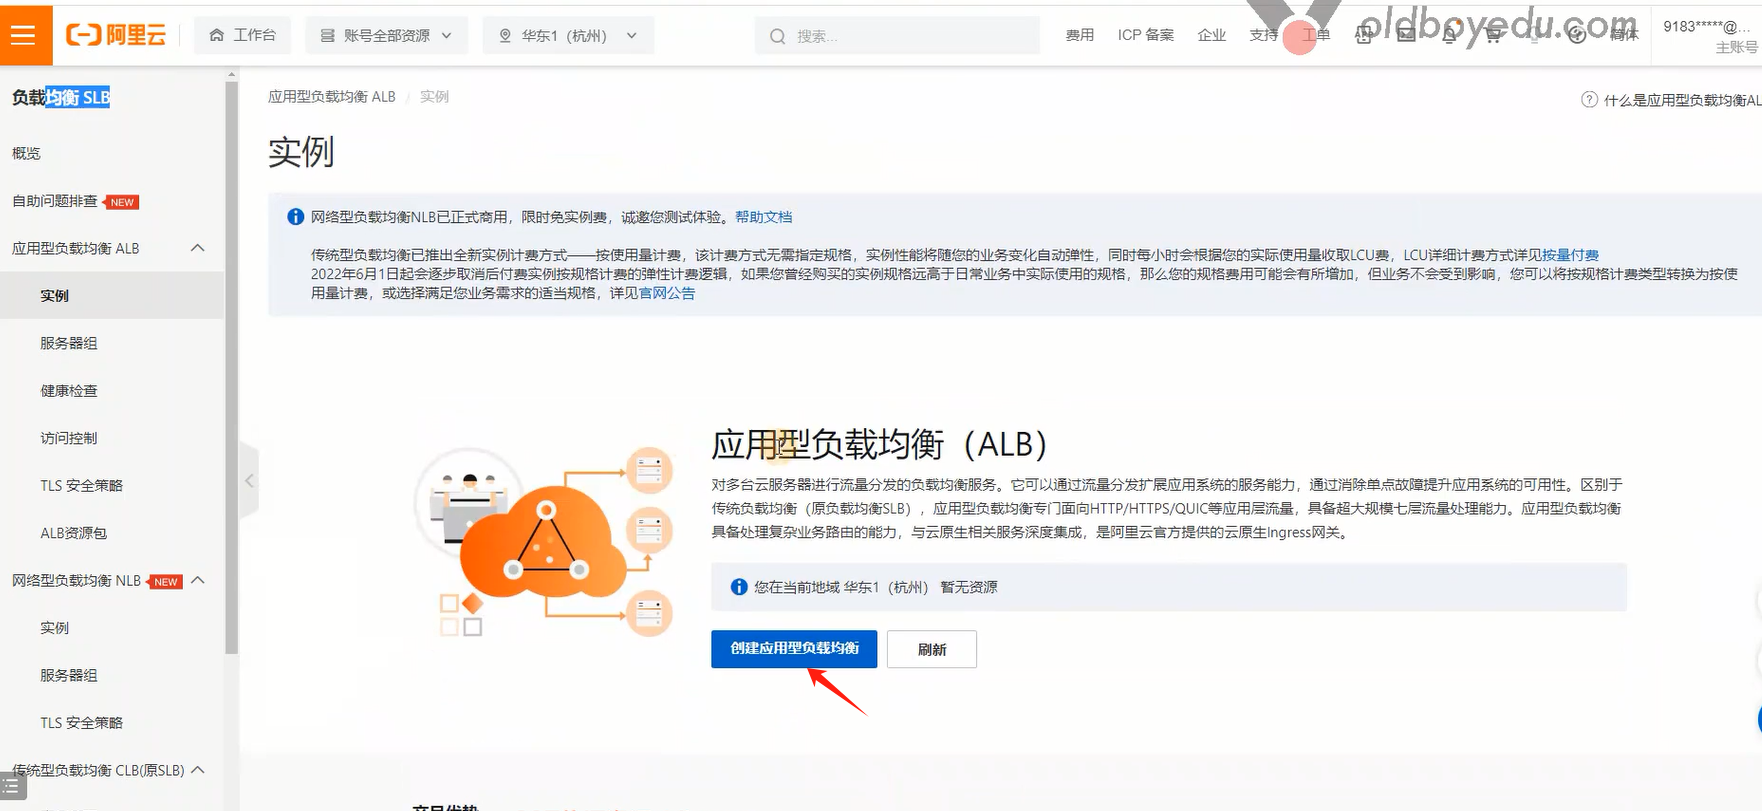 阿里云
工作台
账号全部资源
华东1（杭州）
搜索...
费用
ICP 备案
企业
支持
工单
简体
oldboyedu.com
9183*****@...
主账号
负载均衡 SLB
概览
自助问题排查 NEW
应用型负载均衡 ALB
实例
服务器组
健康检查
访问控制
TLS 安全策略
ALB资源包
网络型负载均衡 NLB NEW
实例
服务器组
TLS 安全策略
传统型负载均衡 CLB(原SLB)
应用型负载均衡 ALB / 实例
什么是应用型负载均衡AL
实例
网络型负载均衡NLB已正式商用，限时免实例费，诚邀您测试体验。帮助文档
传统型负载均衡已推出全新实例计费方式——按使用量计费，该计费方式无需指定规格，实例性能将随您的业务变化自动弹性，同时每小时会根据您的实际使用量收取LCU费，LCU详细计费方式详见按量付费
2022年6月1日起会逐步取消后付费实例按规格计费的弹性计费逻辑，如果您曾经购买的实例规格远高于日常业务中实际使用的规格，那么您的规格费用可能会有所增加，但业务不会受到影响，您可以将按规格计费类型转换为按使
用量计费，或选择满足您业务需求的适当规格，详见官网公告
应用型负载均衡（ALB）
对多台云服务器进行流量分发的负载均衡服务。它可以通过流量分发扩展应用系统的服务能力，通过消除单点故障提升应用系统的可用性。区别于
传统负载均衡（原负载均衡SLB），应用型负载均衡专门面向HTTP/HTTPS/QUIC等应用层流量，具备超大规模七层流量处理能力。应用型负载均衡
具备处理复杂业务路由的能力，与云原生相关服务深度集成，是阿里云官方提供的云原生Ingress网关。
您在当前地域 华东1（杭州） 暂无资源
创建应用型负载均衡
刷新
产品优势